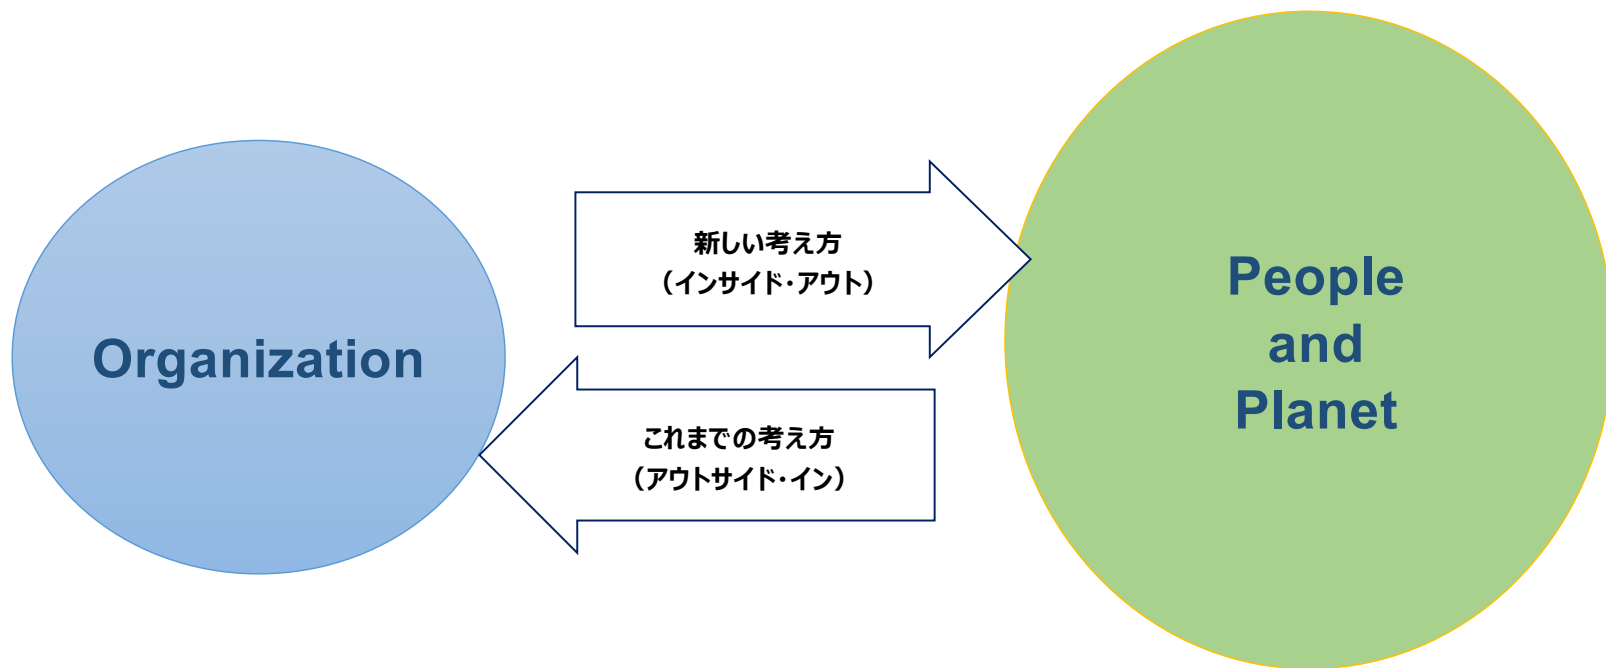 Organization
新しい考え方
（インサイド・アウト）
これまでの考え方
（アウトサイド・イン）
People
and
Planet